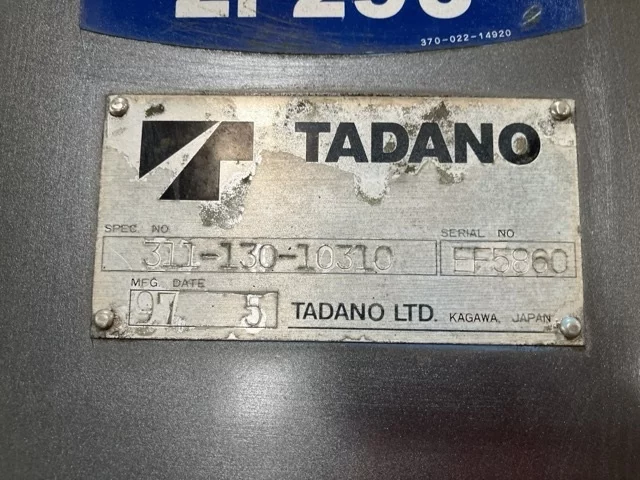 370-022-14920
TADANO
SPEC. NO.
SERIAL NO
311-130-10310
EF5860
MFG. DATE
97 5
TADANO LTD. KAGAWA, JAPAN